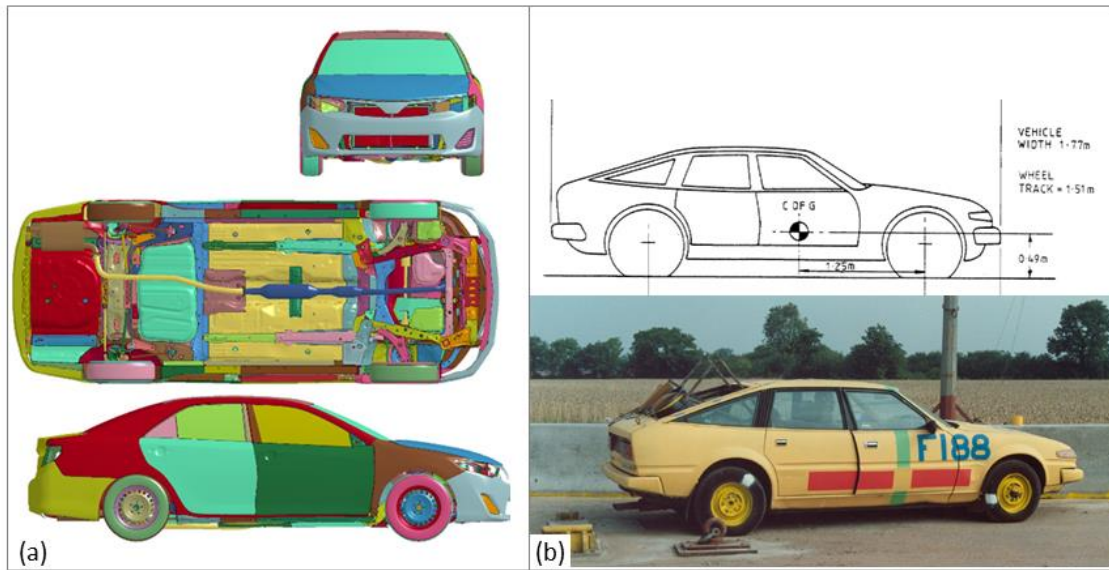 VEHICLE
WIDTH 1·77m
WHEEL
TRACK = 1·51m
C OF G
1·25m
0·49m
F188
(a)
(b)